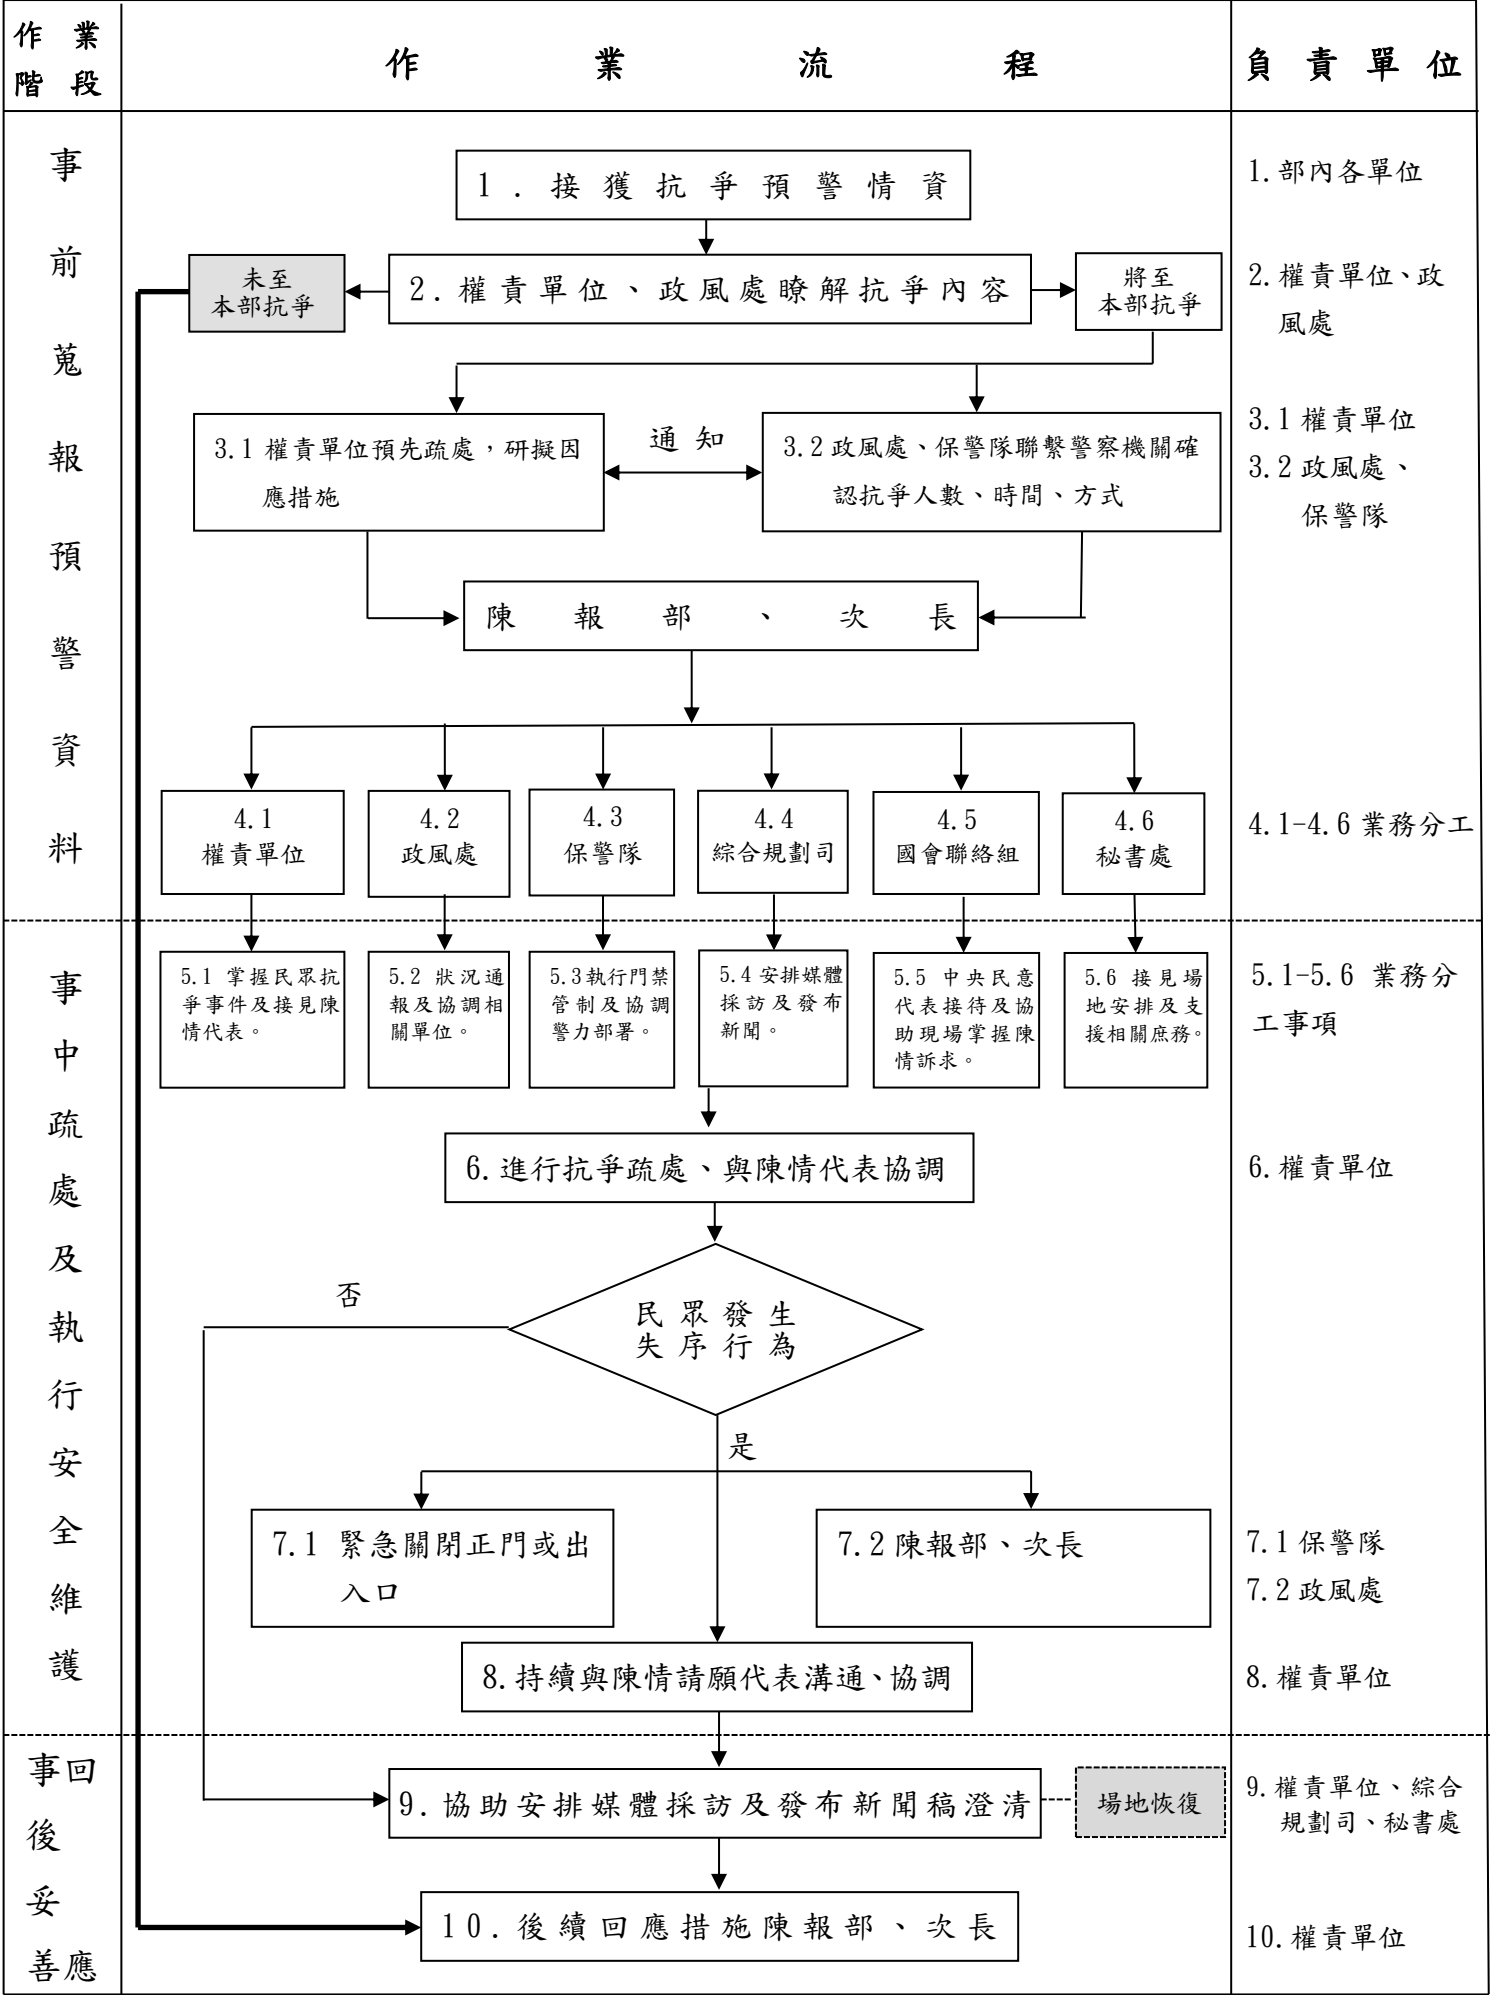 作業
階段
作業流程
負責單位
事前蒐報預警資料
1.接獲抗爭預警情資
1.部內各單位
未至
本部抗爭
2.權責單位、政風處瞭解抗爭內容
將至
本部抗爭
2.權責單位、政
風處
3.1權責單位預先疏處，研擬因
應措施
通知
3.2政風處、保警隊聯繫警察機關確
認抗爭人數、時間、方式
3.1權責單位
3.2政風處、
保警隊
陳報部、次長
4.1
權責單位
4.2
政風處
4.3
保警隊
4.4
綜合規劃司
4.5
國會聯絡組
4.6
秘書處
4.1-4.6業務分工
事中疏處及執行安全維護
5.1 掌握民眾抗
爭事件及接見陳
情代表。
5.2 狀況通
報及協調相
關單位。
5.3執行門禁
管制及協調
警力部署。
5.4安排媒體
採訪及發布
新聞。
5.5 中央民意
代表接待及協
助現場掌握陳
情訴求。
5.6 接見場
地安排及支
援相關庶務。
5.1-5.6 業務分
工事項
6.進行抗爭疏處、與陳情代表協調
6.權責單位
否
民眾發生
失序行為
是
7.1 緊急關閉正門或出
入口
7.2陳報部、次長
7.1保警隊
7.2政風處
8.持續與陳情請願代表溝通、協調
8.權責單位
事回
後
妥
善應
9.協助安排媒體採訪及發布新聞稿澄清
場地恢復
9.權責單位、綜合
規劃司、秘書處
10.後續回應措施陳報部、次長
10.權責單位